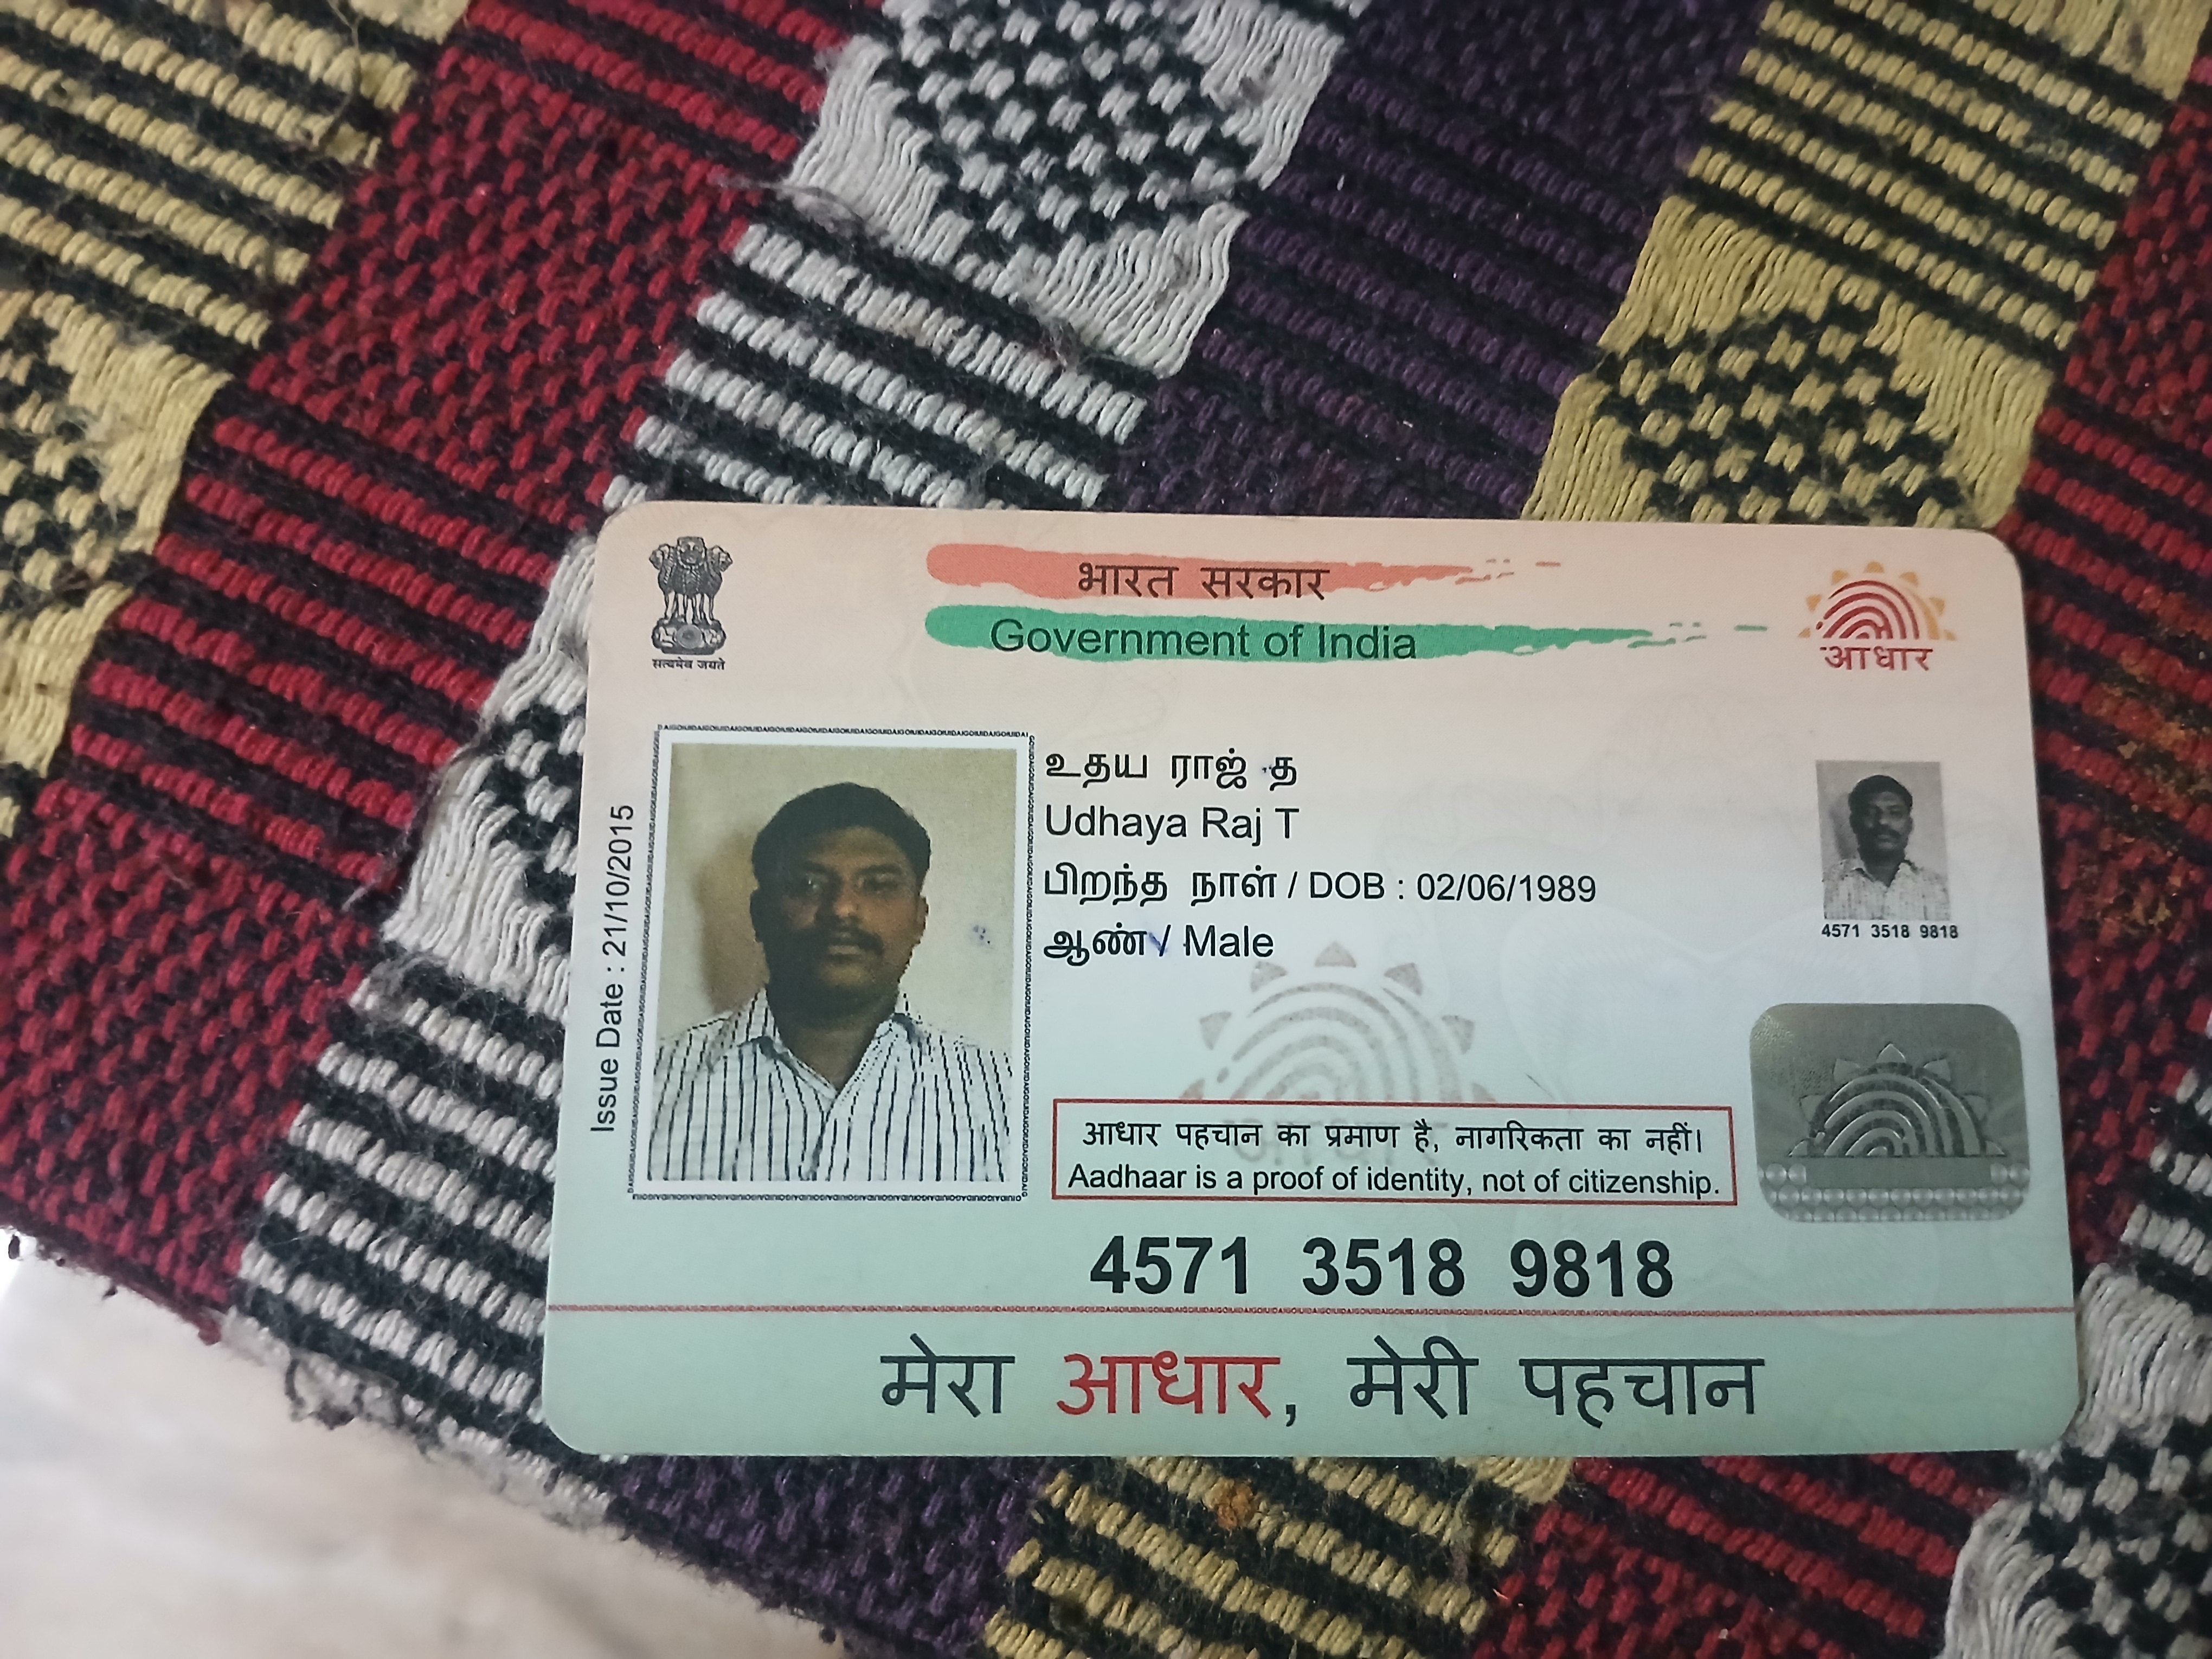 सत्यमेव जयते
भारत सरकार
Government of India
आधार
Issue Date : 21/10/2015
உதய ராஜ் த
Udhaya Raj T
பிறந்த நாள் / DOB : 02/06/1989
ஆண் / Male
4571 3518 9818
आधार पहचान का प्रमाण है, नागरिकता का नहीं।
Aadhaar is a proof of identity, not of citizenship.
4571 3518 9818
मेरा आधार, मेरी पहचान